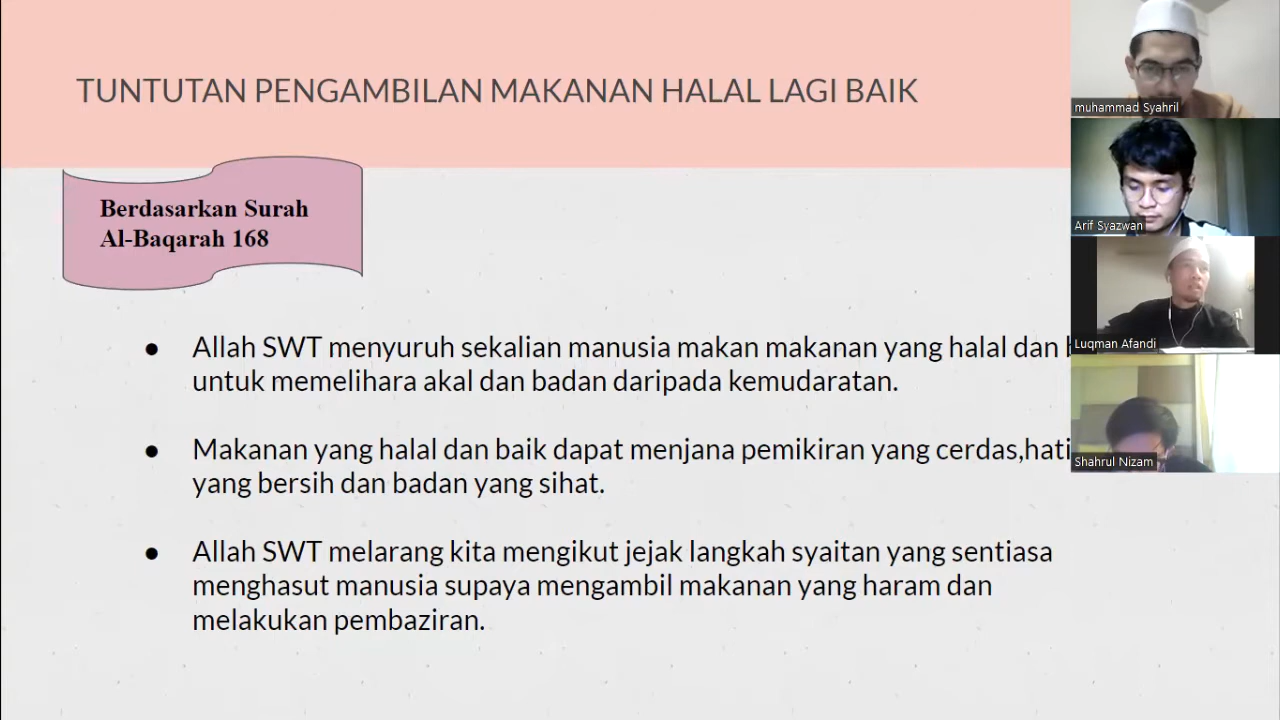 TUNTUTAN PENGAMBILAN MAKANAN HALAL LAGI BAIK
Berdasarkan Surah
Al-Baqarah 168
● Allah SWT menyuruh sekalian manusia makan makanan yang halal dan
untuk memelihara akal dan badan daripada kemudaratan.
● Makanan yang halal dan baik dapat menjana pemikiran yang cerdas,hati
yang bersih dan badan yang sihat.
● Allah SWT melarang kita mengikut jejak langkah syaitan yang sentiasa
menghasut manusia supaya mengambil makanan yang haram dan
melakukan pembaziran.
muhammad Syahril
Arif Syazwan
Luqman Afandi
Shahrul Nizam